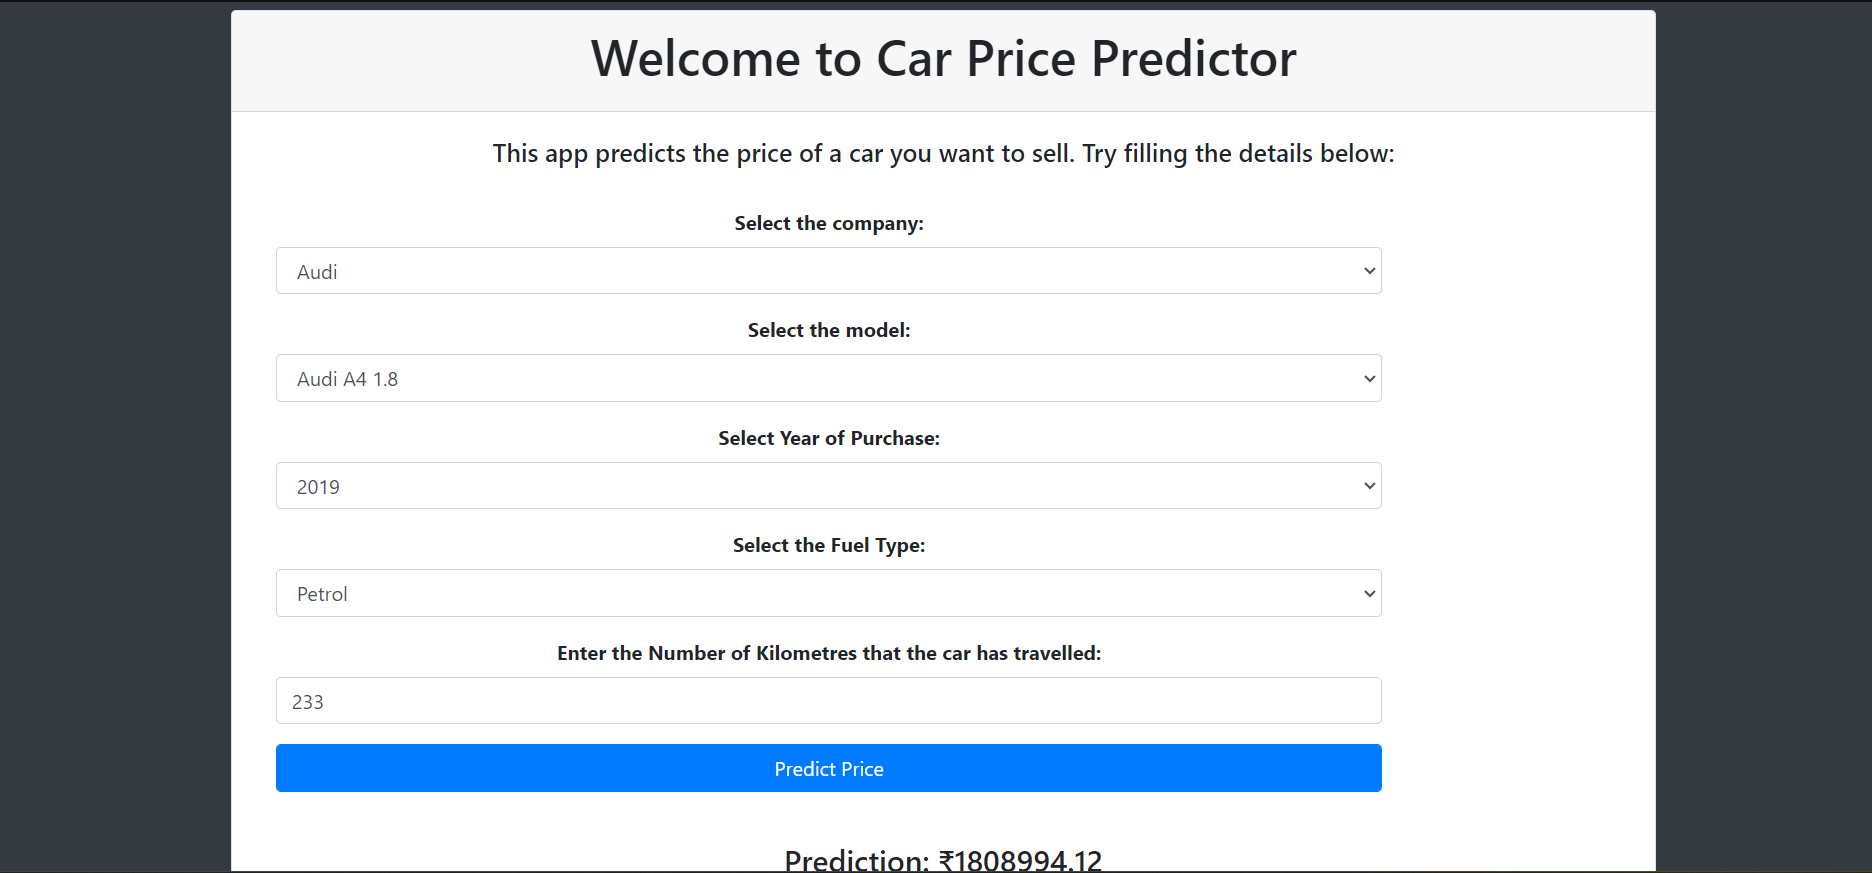 Welcome to Car Price Predictor
This app predicts the price of a car you want to sell. Try filling the details below:
Select the company:
Audi
Select the model:
Audi A4 1.8
Select Year of Purchase:
2019
Select the Fuel Type:
Petrol
Enter the Number of Kilometres that the car has travelled:
233
Predict Price
Prediction: ₹1808994.12